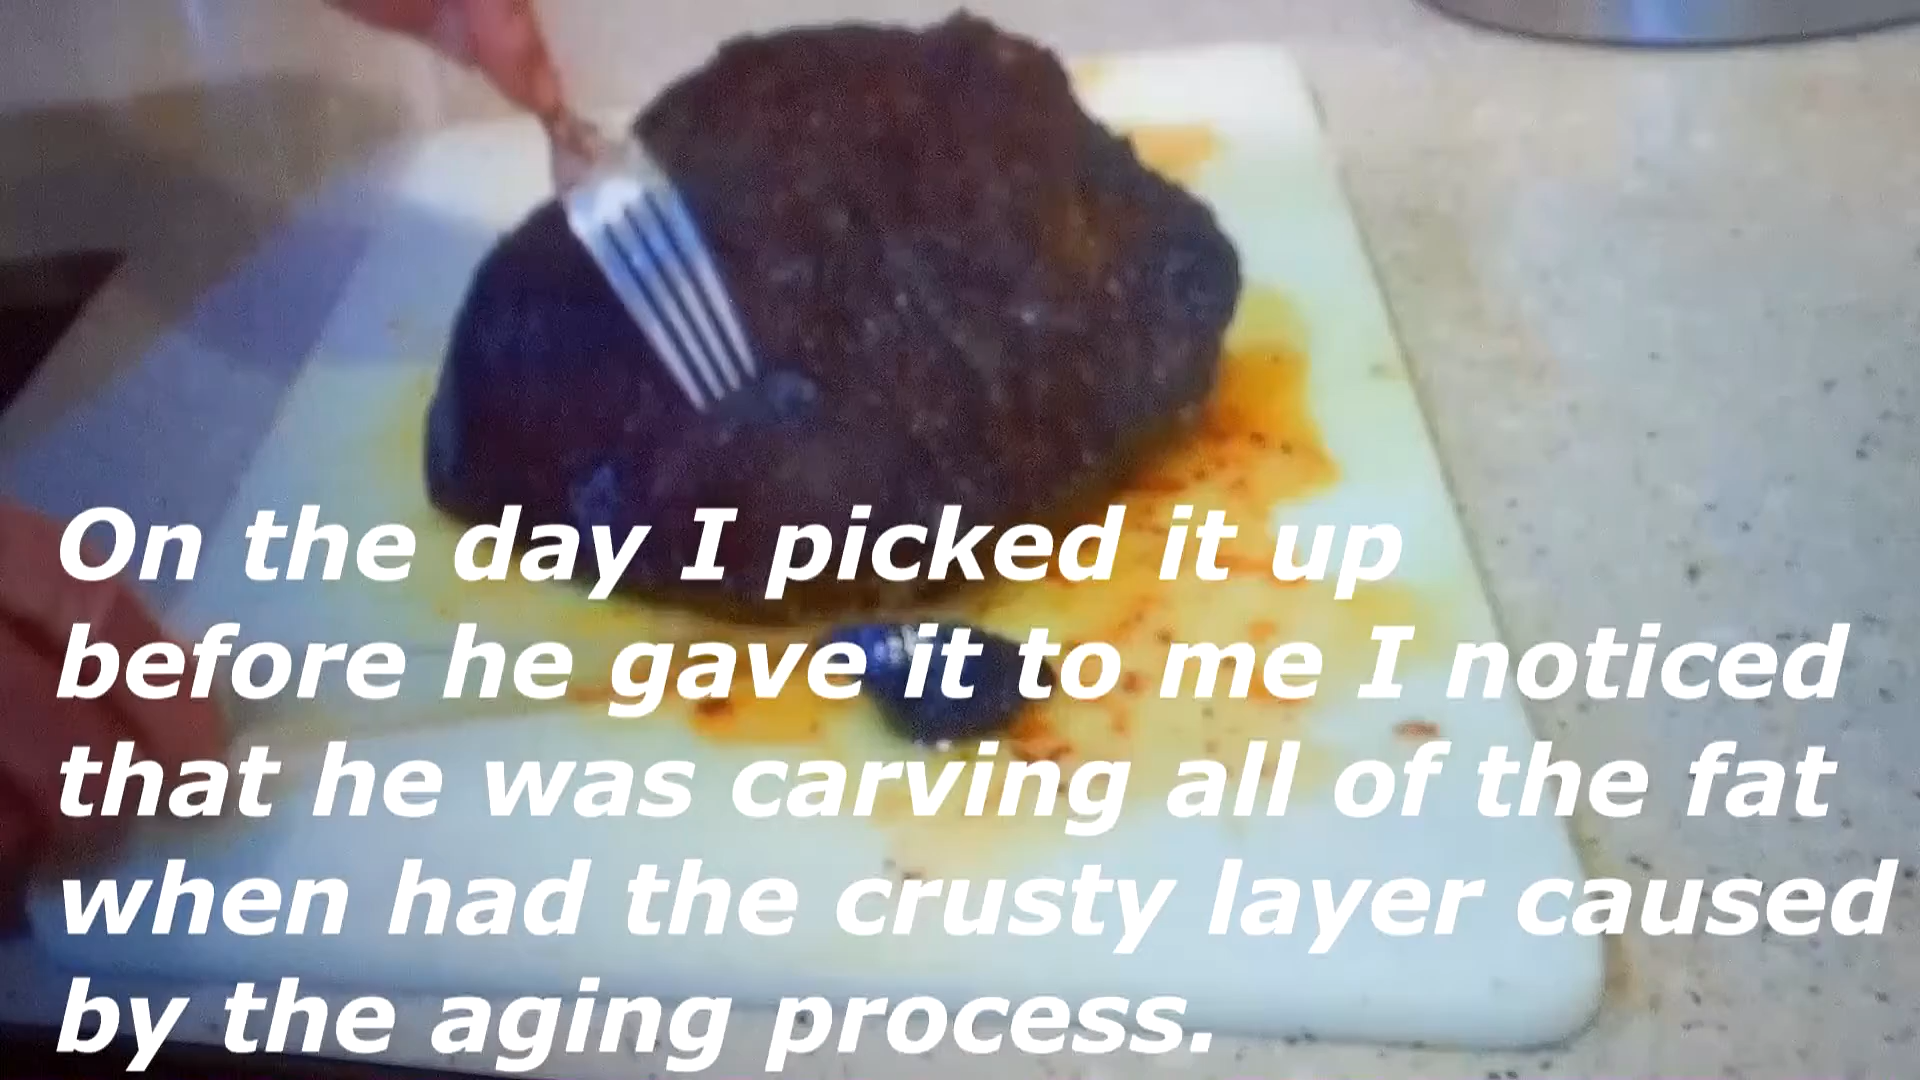 On the day I picked it up
before he gave it to me I noticed
that he was carving all of the fat
when had the crusty layer caused
by the aging process.